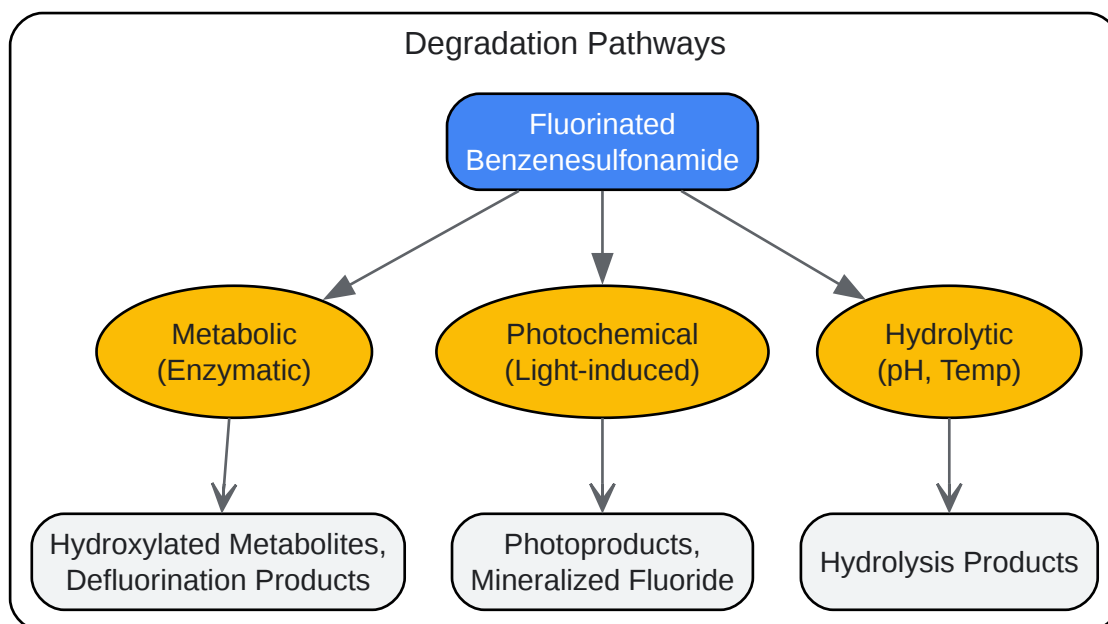 Degradation Pathways
Fluorinated
Benzenesulfonamide
Metabolic
(Enzymatic)
Photochemical
(Light-induced)
Hydrolytic
(pH, Temp)
Hydroxylated Metabolites,
Defluorination Products
Photoproducts,
Mineralized Fluoride
Hydrolysis Products